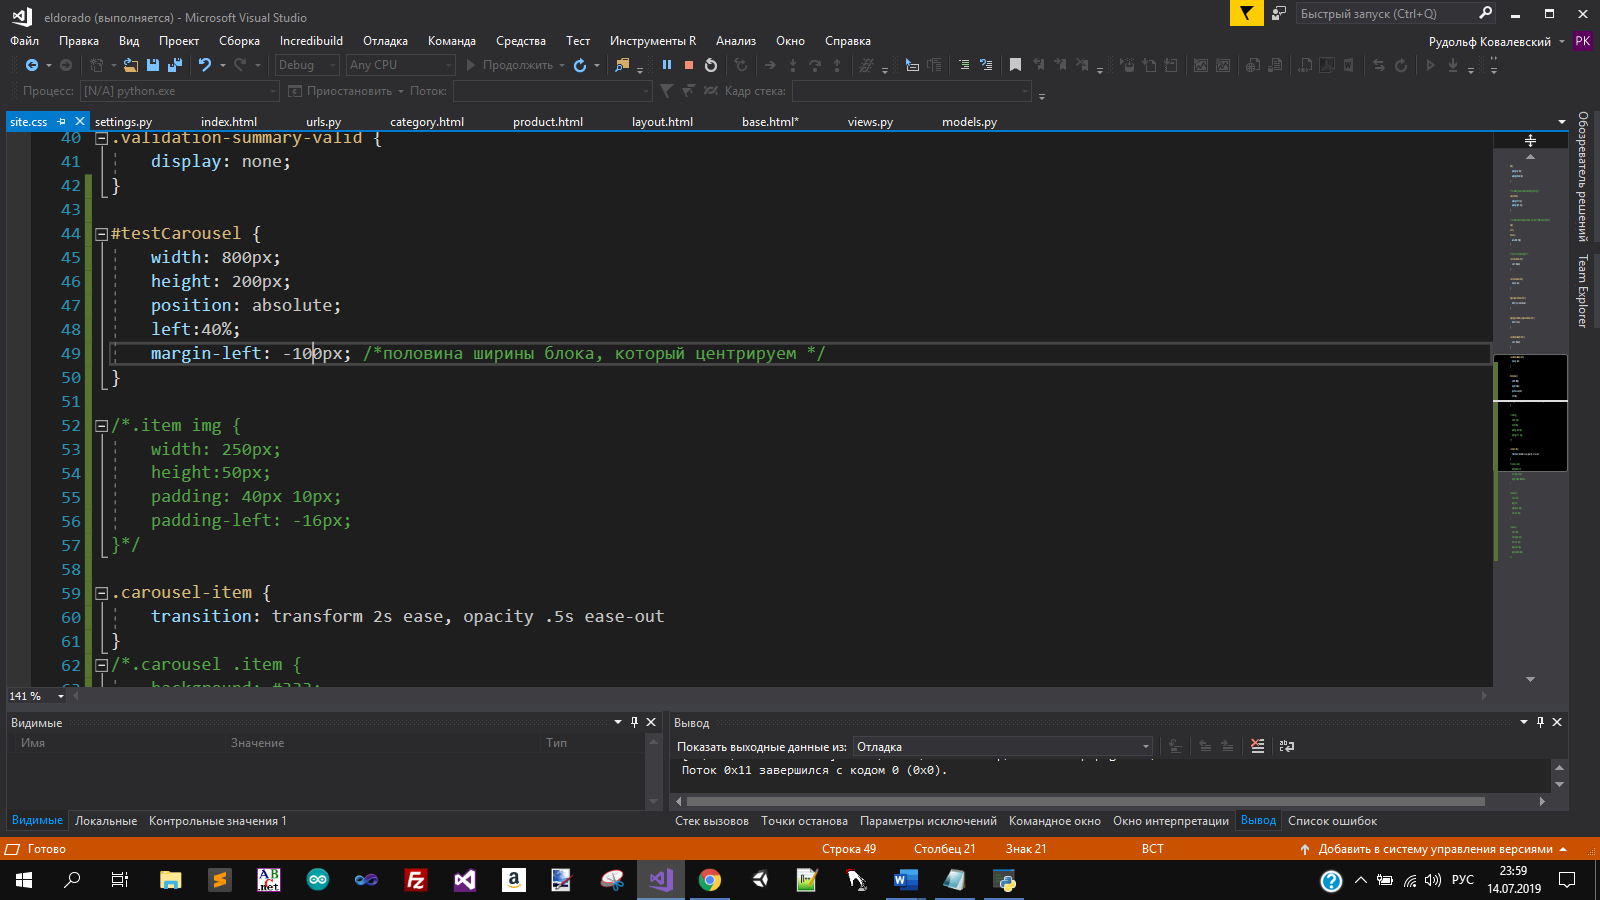 eldorado (выполняется) - Microsoft Visual Studio
Быстрый запуск (Ctrl+Q)
Файл Правка Вид Проект Сборка Incredibuild Отладка Команда Средства Тест Инструменты R Анализ Окно Справка
Рудольф Ковалевский РК
Debug Any CPU Продолжить
Процесс: [N/A] python.exe Приостановить Поток: Кадр стека:
site.css settings.py index.html urls.py category.html product.html layout.html base.html* views.py models.py
40 .validation-summary-valid {
41 display: none;
42 }
43
44 #testCarousel {
45 width: 800px;
46 height: 200px;
47 position: absolute;
48 left:40%;
49 margin-left: -100px; /*половина ширины блока, который центрируем */
50 }
51
52 /*.item img {
53 width: 250px;
54 height:50px;
55 padding: 40px 10px;
56 padding-left: -16px;
57 }*/
58
59 .carousel-item {
60 transition: transform 2s ease, opacity .5s ease-out
61 }
62 /*.carousel .item {
Обозреватель решений
Team Explorer
141 %
Видимые
Имя Значение Тип
Видимые Локальные Контрольные значения 1
Вывод
Показать выходные данные из: Отладка
Поток 0x11 завершился с кодом 0 (0x0).
Стек вызовов Точки останова Параметры исключений Командное окно Окно интерпретации Вывод Список ошибок
Готово Строка 49 Столбец 21 Знак 21 ВСТ Добавить в систему управления версиями
РУС
23:59
14.07.2019